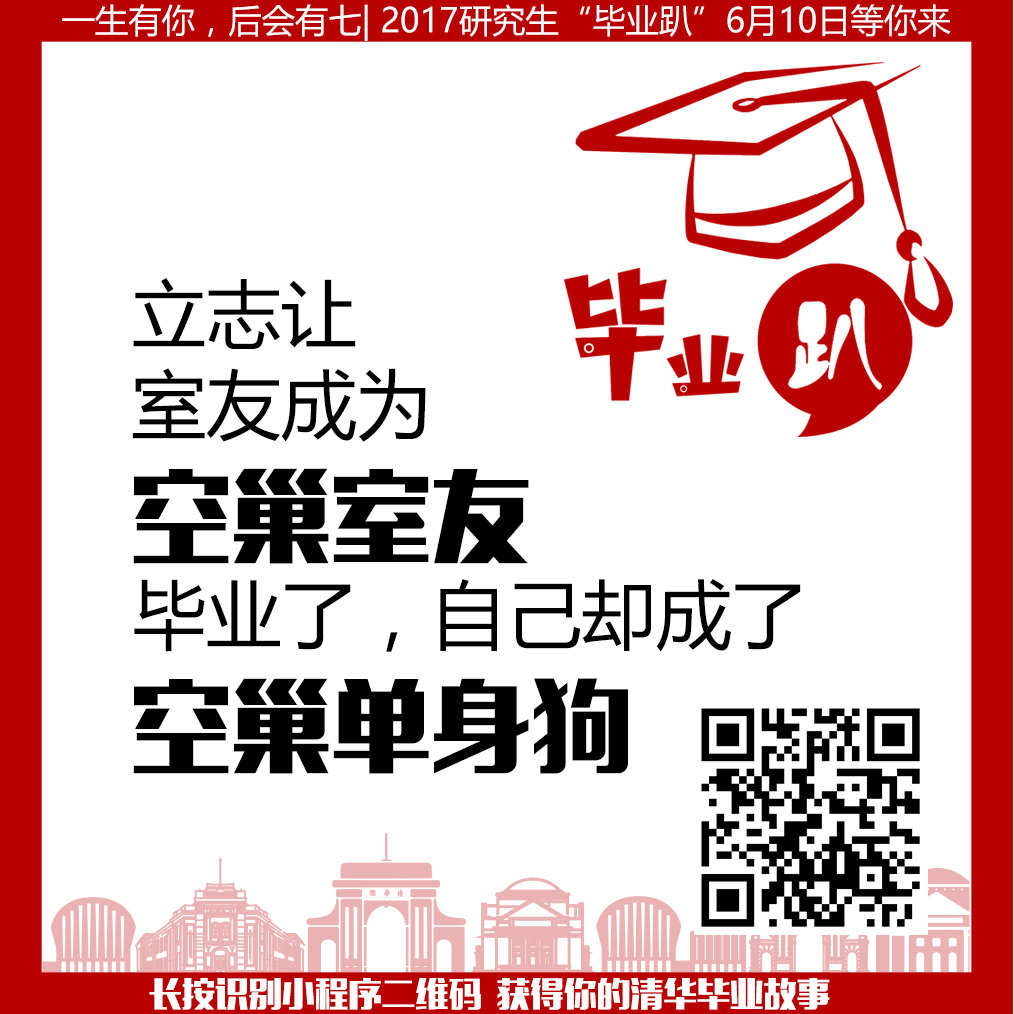 一生有你，后会有七| 2017研究生“毕业趴”6月10日等你来
毕业趴
立志让
室友成为
空巢室友
毕业了，自己却成了
空巢单身狗
長按识别小程序二维码 获得你的清华毕业故事